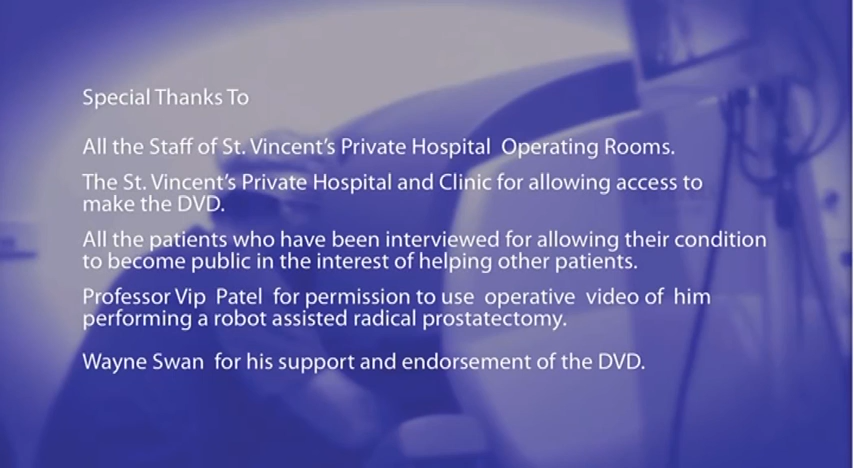 Special Thanks To
All the Staff of St. Vincent's Private Hospital Operating Rooms.
The St. Vincent's Private Hospital and Clinic for allowing access to
make the DVD.
All the patients who have been interviewed for allowing their condition
to become public in the interest of helping other patients.
Professor Vip Patel for permission to use operative video of him
performing a robot assisted radical prostatectomy.
Wayne Swan for his support and endorsement of the DVD.